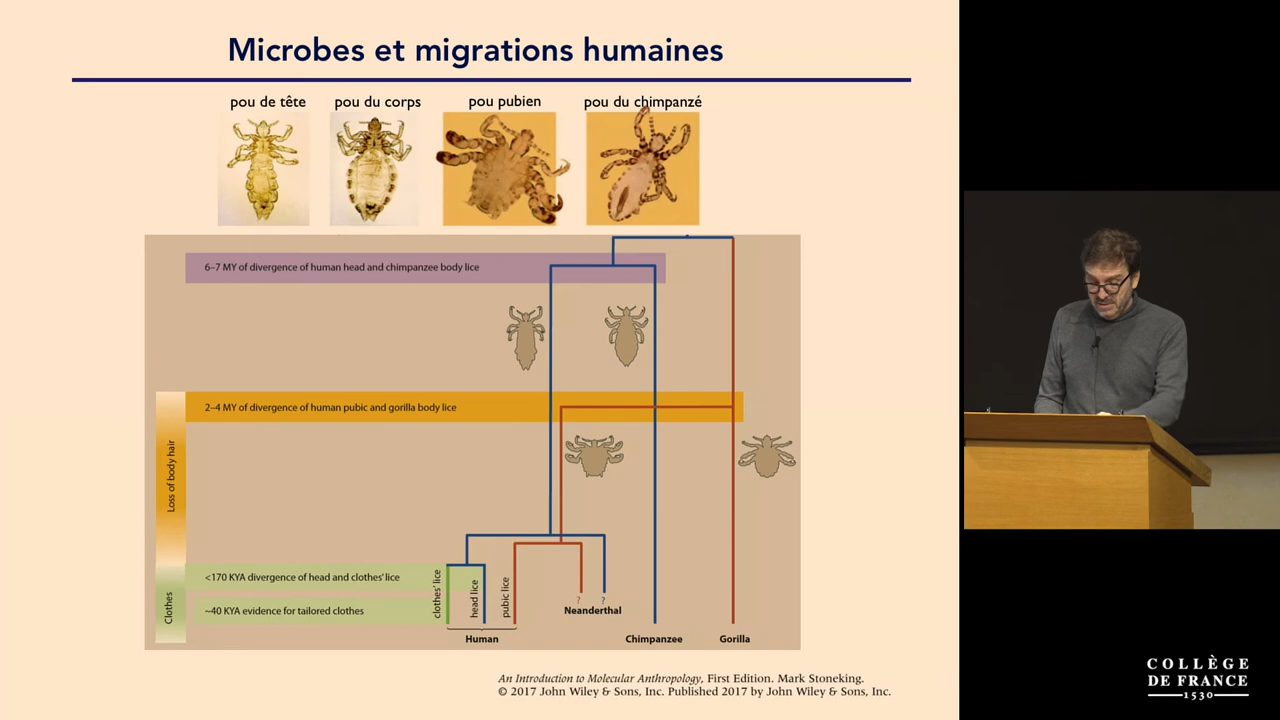 Microbes et migrations humaines
pou de tête
pou du corps
pou pubien
pou du chimpanzé
6–7 MY of divergence of human head and chimpanzee body lice
2–4 MY of divergence of human pubic and gorilla body lice
Loss of body hair
<170 KYA divergence of head and clothes' lice
~40 KYA evidence for tailored clothes
Clothes
clothes' lice
head lice
pubic lice
?
?
Neanderthal
Human
Chimpanzee
Gorilla
An Introduction to Molecular Anthropology, First Edition. Mark Stoneking.
© 2017 John Wiley & Sons, Inc. Published 2017 by John Wiley & Sons, Inc.
COLLÈGE
DE FRANCE
1530